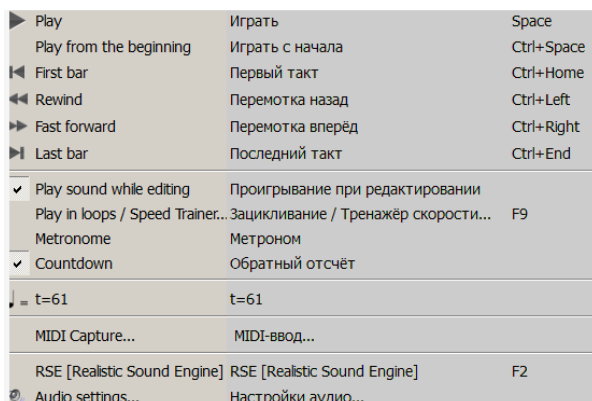 Play Играть Space
Play from the beginning Играть с начала Ctrl+Space
First bar Первый такт Ctrl+Home
Rewind Перемотка назад Ctrl+Left
Fast forward Перемотка вперёд Ctrl+Right
Last bar Последний такт Ctrl+End
Play sound while editing Проигрывание при редактировании
Play in loops / Speed Trainer... Зацикливание / Тренажёр скорости... F9
Metronome Метроном
Countdown Обратный отсчёт
= t=61 t=61
MIDI Capture... MIDI-ввод...
RSE [Realistic Sound Engine] RSE [Realistic Sound Engine] F2
Audio settings... Настройки аудио...